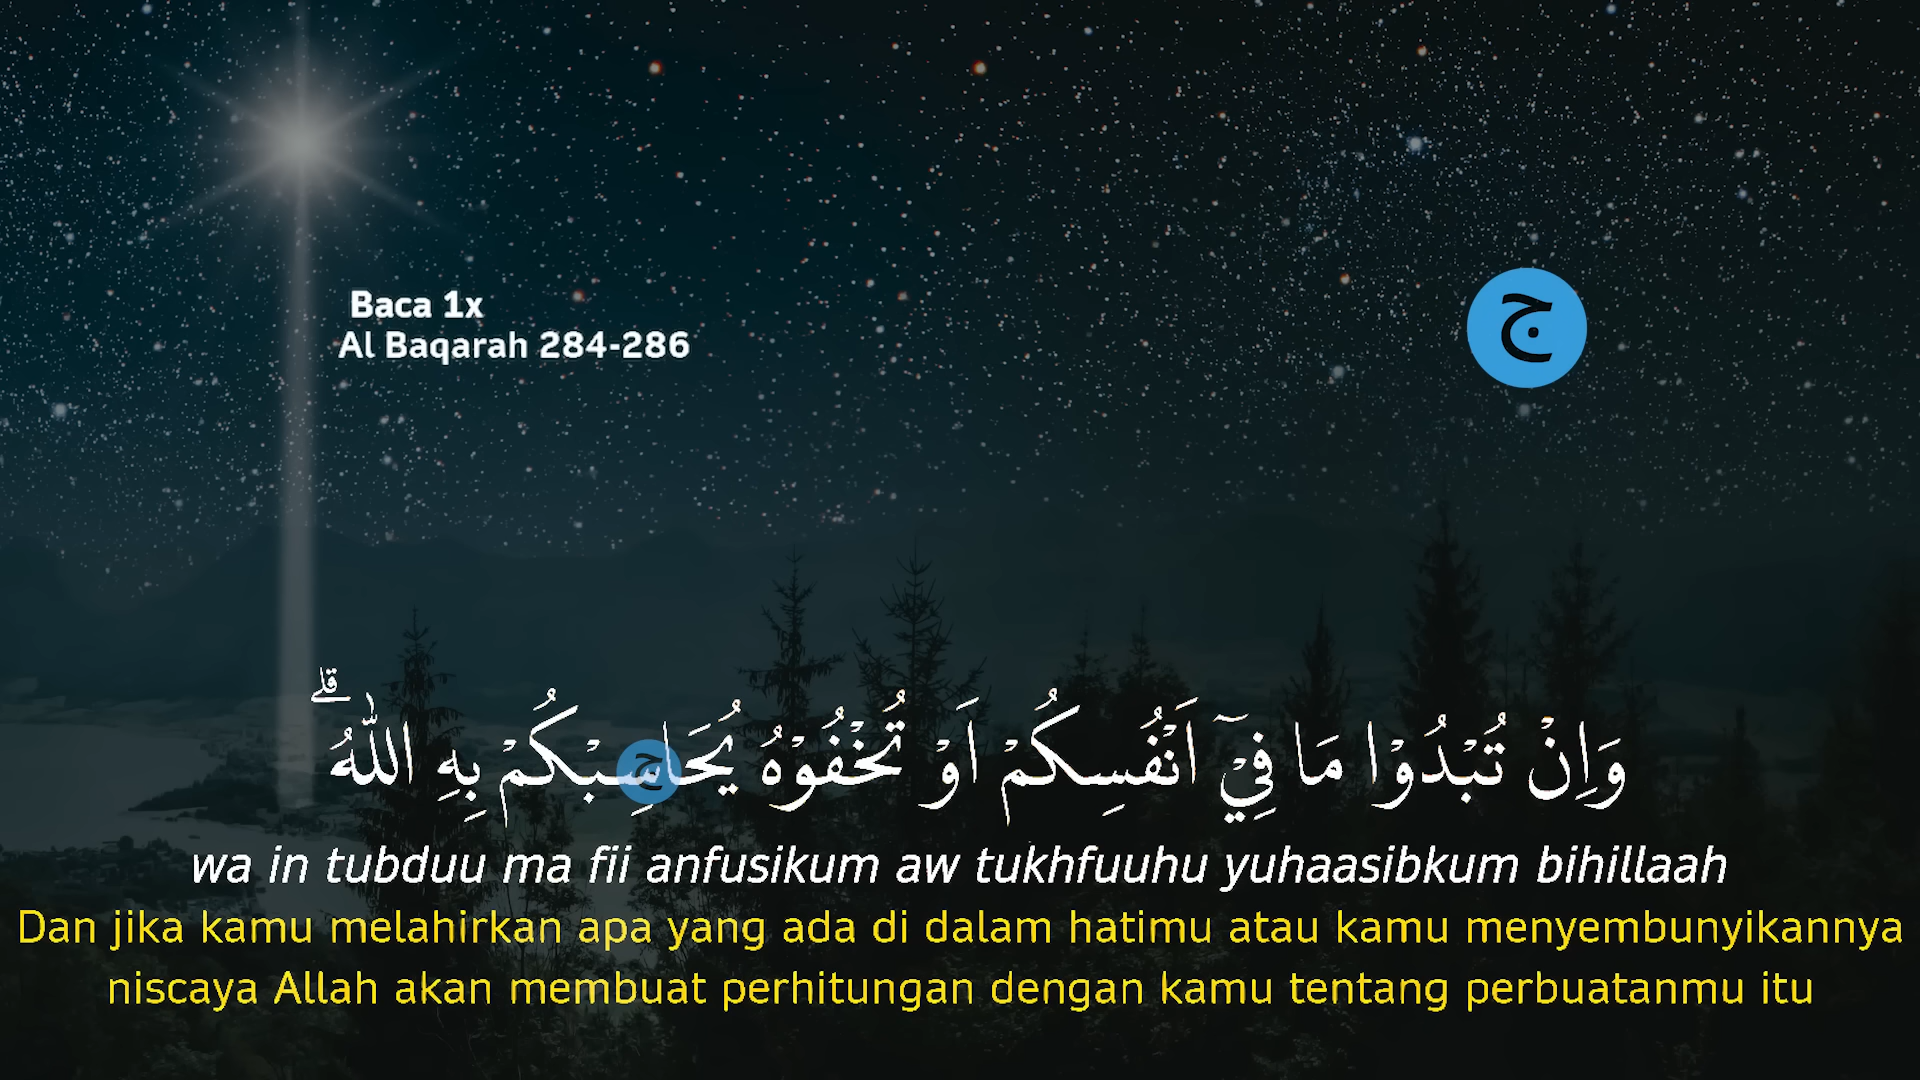 Baca 1x
Al Baqarah 284-286
ج
وَاِنْ تُبْدُوْا مَا فِيْٓ اَنْفُسِكُمْ اَوْ تُخْفُوْهُ يُحَاسِبْكُمْ بِهِ اللّٰهُ ۗ
ج
wa in tubduu ma fii anfusikum aw tukhfuuhu yuhaasibkum bihillaah
Dan jika kamu melahirkan apa yang ada di dalam hatimu atau kamu menyembunyikannya
niscaya Allah akan membuat perhitungan dengan kamu tentang perbuatanmu itu